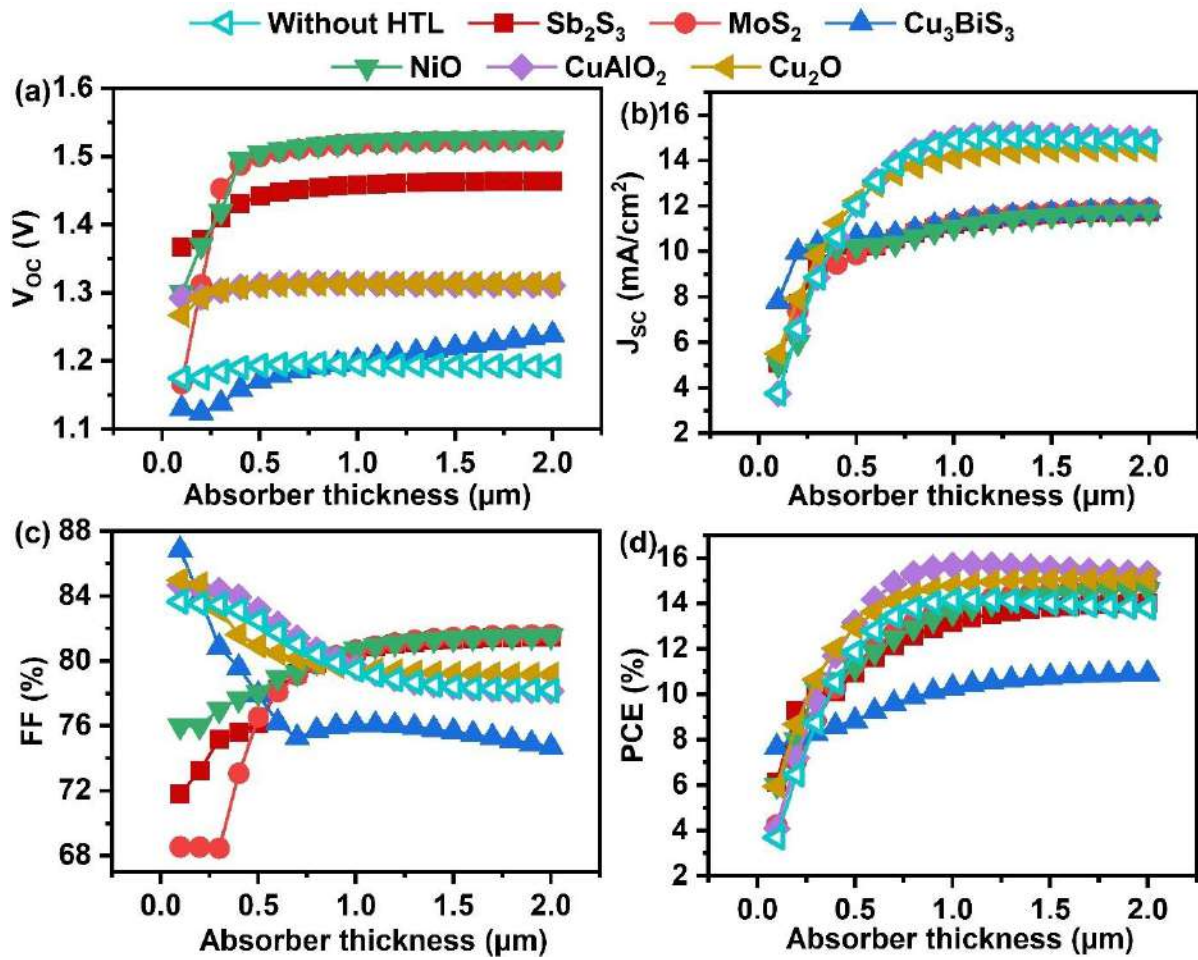 Without HTL Sb₂S₃ MoS₂ Cu₃BiS₃
NiO CuAlO₂ Cu₂O
(a)
1.6
1.5
1.4
1.3
1.2
1.1
V_OC (V)
0.0 0.5 1.0 1.5 2.0
Absorber thickness (µm)
(b)
16
14
12
10
8
6
4
2
J_SC (mA/cm²)
0.0 0.5 1.0 1.5 2.0
Absorber thickness (µm)
(c)
88
84
80
76
72
68
FF (%)
0.0 0.5 1.0 1.5 2.0
Absorber thickness (µm)
(d)
16
14
12
10
8
6
4
2
PCE (%)
0.0 0.5 1.0 1.5 2.0
Absorber thickness (µm)